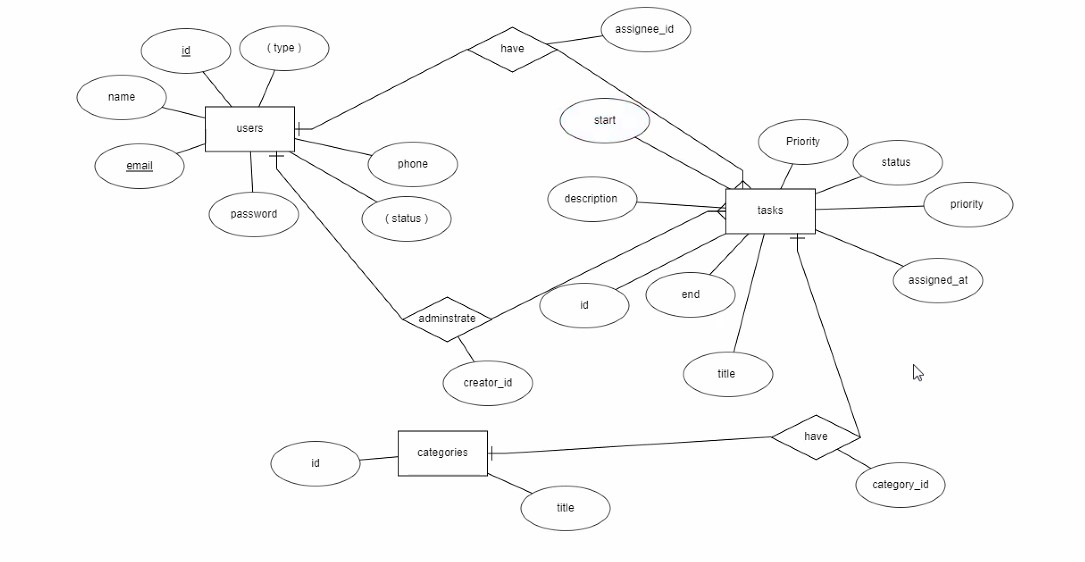 assignee_id
id
( type )
have
name
start
users
Priority
status
email
phone
description
priority
password
( status )
tasks
assigned_at
end
id
adminstrate
title
creator_id
have
categories
id
category_id
title